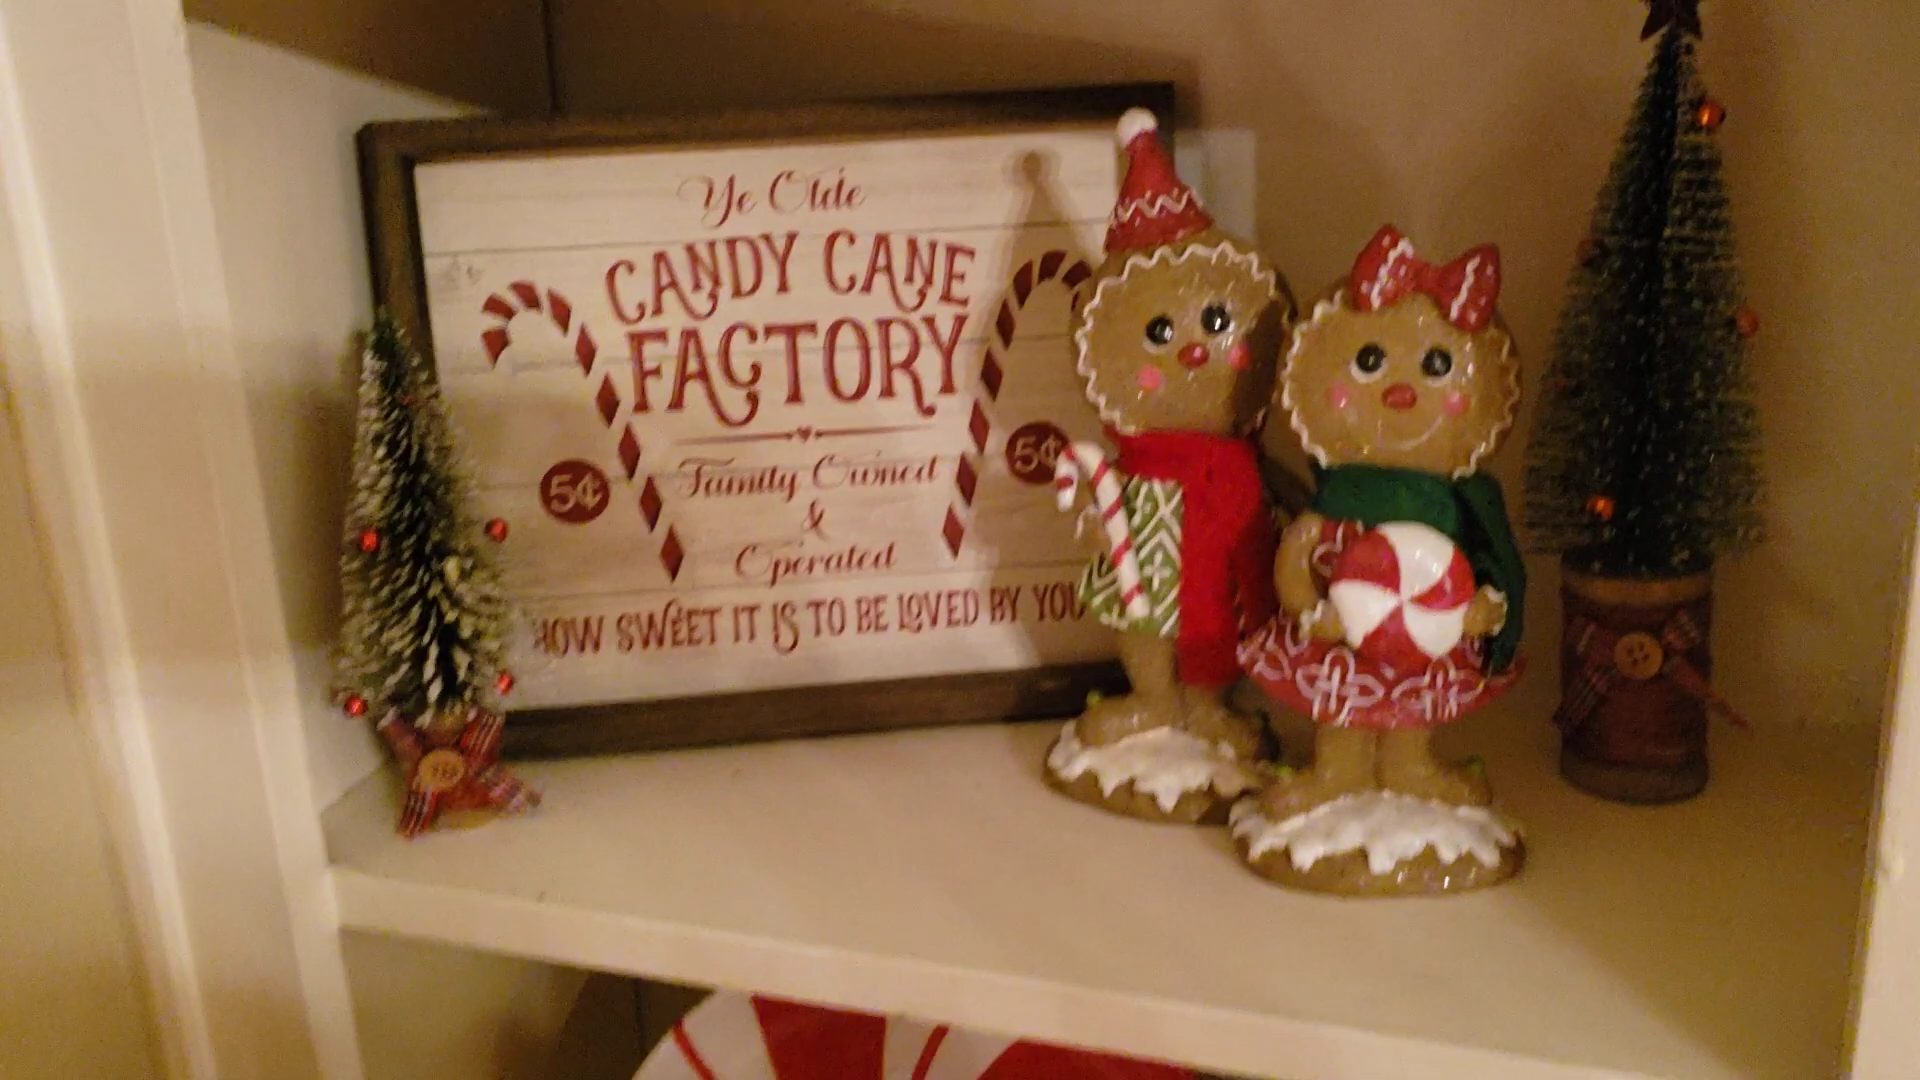 Ye Olde
CANDY CANE
FACTORY
5¢
5¢
Family Owned
&
Operated
HOW SWEET IT IS TO BE LOVED BY YOU